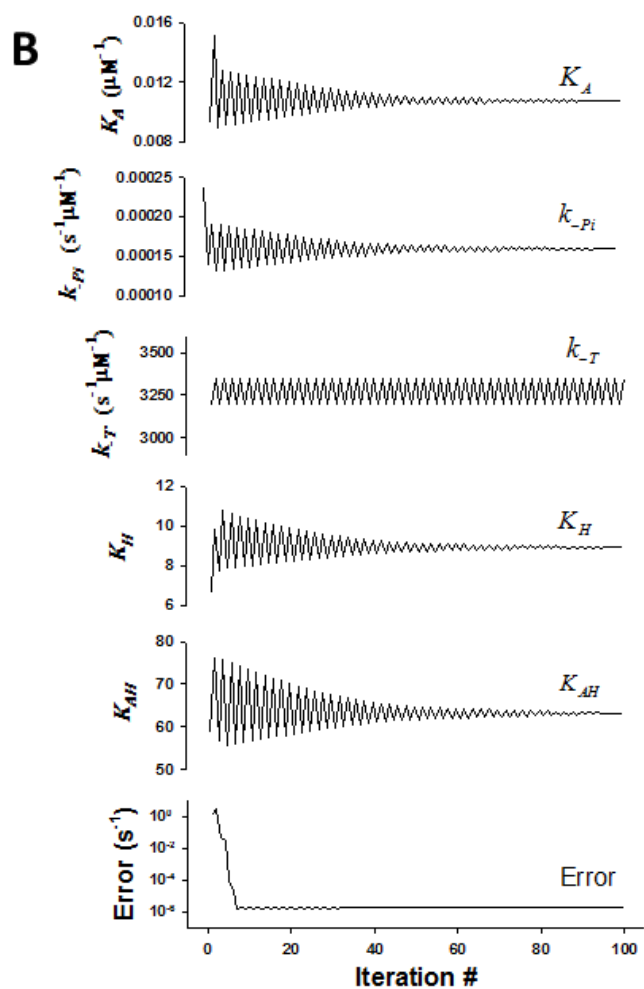 B
K_A (μM⁻¹)
0.016
0.012
0.008
K_A
k_-Pi (s⁻¹μM⁻¹)
0.00025
0.00020
0.00015
0.00010
k_-Pi
k_-T (s⁻¹μM⁻¹)
3500
3250
3000
k_-T
K_H
12
10
8
6
K_H
K_AH
80
70
60
50
K_AH
Error (s⁻¹)
10⁰
10⁻²
10⁻⁴
10⁻⁶
Error
0 20 40 60 80 100
Iteration #